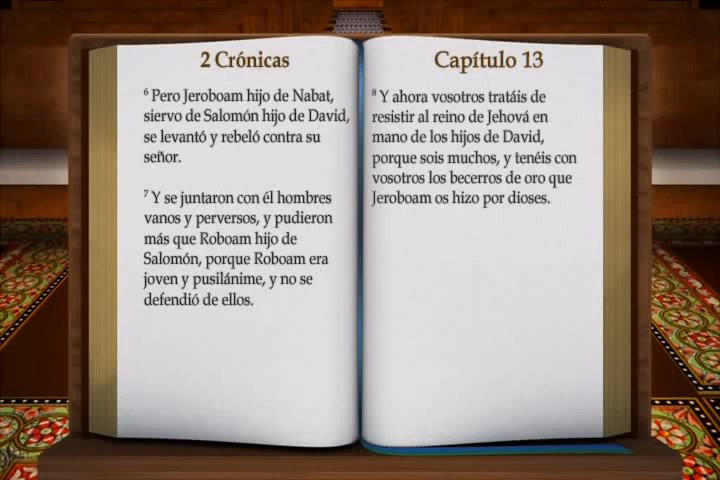 2 Crónicas
6 Pero Jeroboam hijo de Nabat,
siervo de Salomón hijo de David,
se levantó y rebeló contra su
señor.
7 Y se juntaron con él hombres
vanos y perversos, y pudieron
más que Roboam hijo de
Salomón, porque Roboam era
joven y pusilánime, y no se
defendió de ellos.
Capítulo 13
8 Y ahora vosotros tratáis de
resistir al reino de Jehová en
mano de los hijos de David,
porque sois muchos, y tenéis con
vosotros los becerros de oro que
Jeroboam os hizo por dioses.